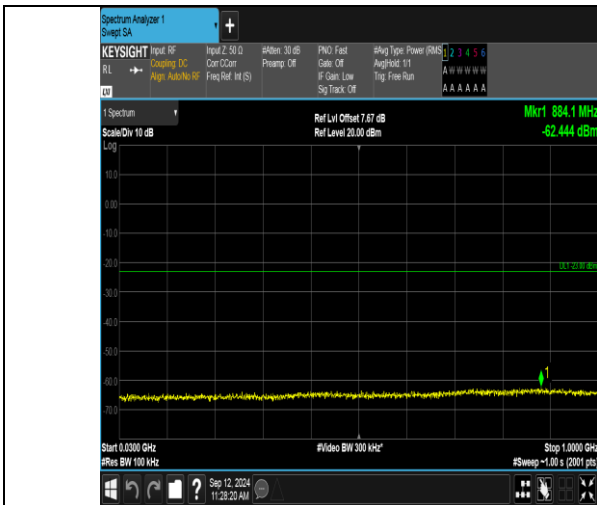 Spectrum Analyzer 1
Swept SA
+
KEYSIGHT Input: RF Input Z: 50 Ω #Atten: 30 dB PNO: Fast #Avg Type: Power (RMS 1 2 3 4 5 6
RL Coupling: DC Corr CCorr Preamp: Off Gate: Off Avg|Hold: 1/1 A W W W W W
Align: Auto/No RF Freq Ref: Int (S) IF Gain: Low Trig: Free Run
LXI Sig Track: Off A A A A A A
1 Spectrum Ref Lvl Offset 7.67 dB Mkr1 884.1 MHz
Scale/Div 10 dB Ref Level 20.00 dBm -62.444 dBm
Log
10.0
0.00
-10.0
-20.0
DL1 -23.00 dBm
-30.0
-40.0
-50.0
1
-60.0
-70.0
Start 0.0300 GHz #Video BW 300 kHz* Stop 1.0000 GHz
#Res BW 100 kHz #Sweep ~1.00 s (2001 pts)
? Sep 12, 2024
11:28:20 AM